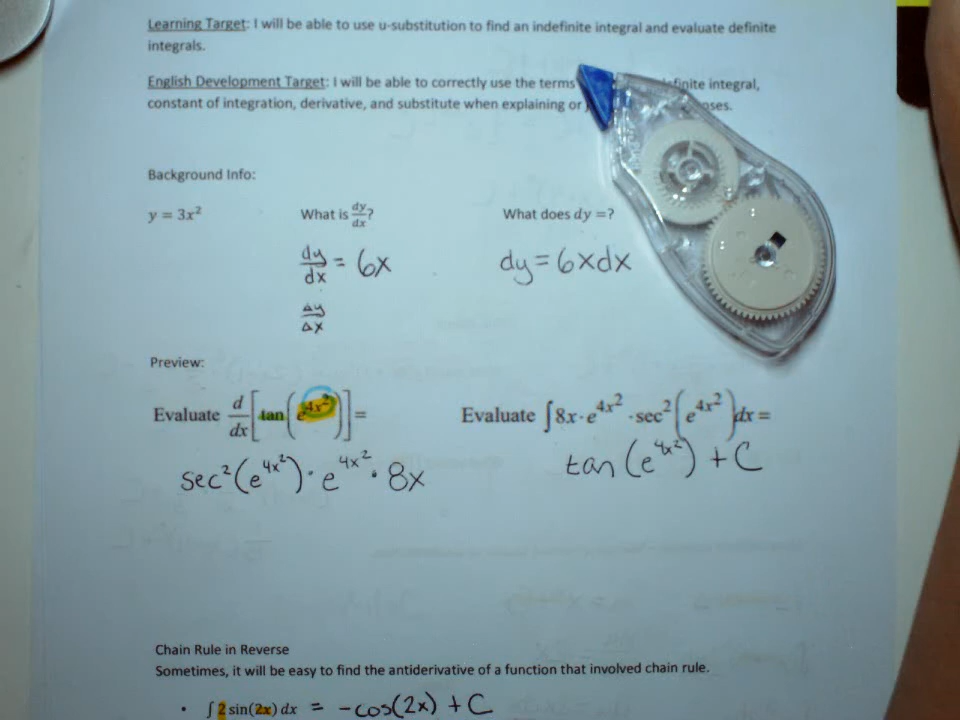 Learning Target: I will be able to use u-substitution to find an indefinite integral and evaluate definite
integrals.
English Development Target: I will be able to correctly use the terms integral,
constant of integration, derivative, and substitute when explaining or
Background Info:
y = 3x² What is dy/dx? What does dy =?
dy/dx = 6x dy = 6xdx
Δy/Δx
Preview:
Evaluate d/dx[tan(e^{4x²})]= Evaluate ∫8x·e^{4x²}·sec²(e^{4x²})dx =
sec²(e^{4x²})·e^{4x²}·8x tan(e^{4x²}) + C
Chain Rule in Reverse
Sometimes, it will be easy to find the antiderivative of a function that involved chain rule.
• ∫2 sin(2x) dx = -cos(2x) + C